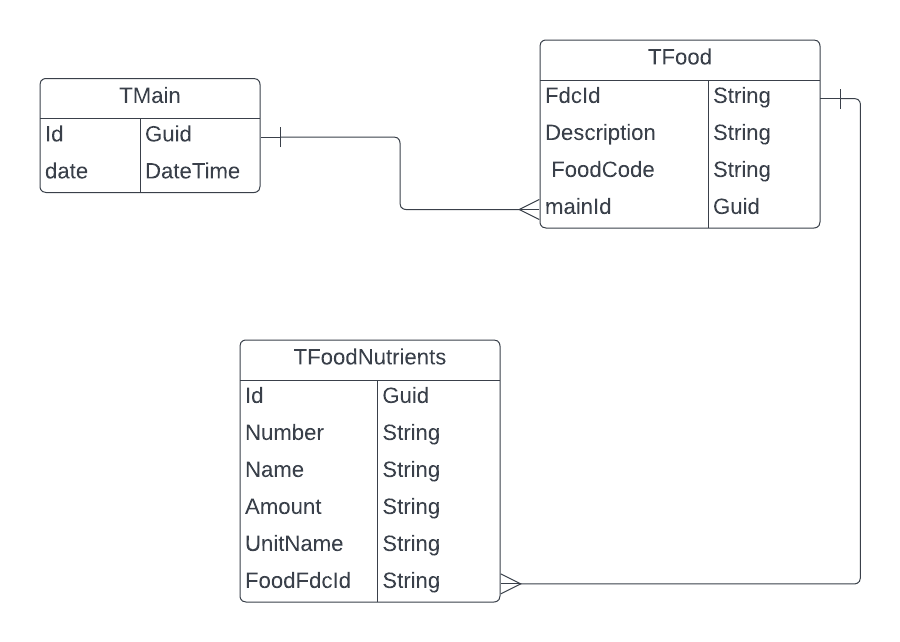 TMain
Id Guid
date DateTime
TFood
FdcId String
Description String
FoodCode String
mainId Guid
TFoodNutrients
Id Guid
Number String
Name String
Amount String
UnitName String
FoodFdcId String